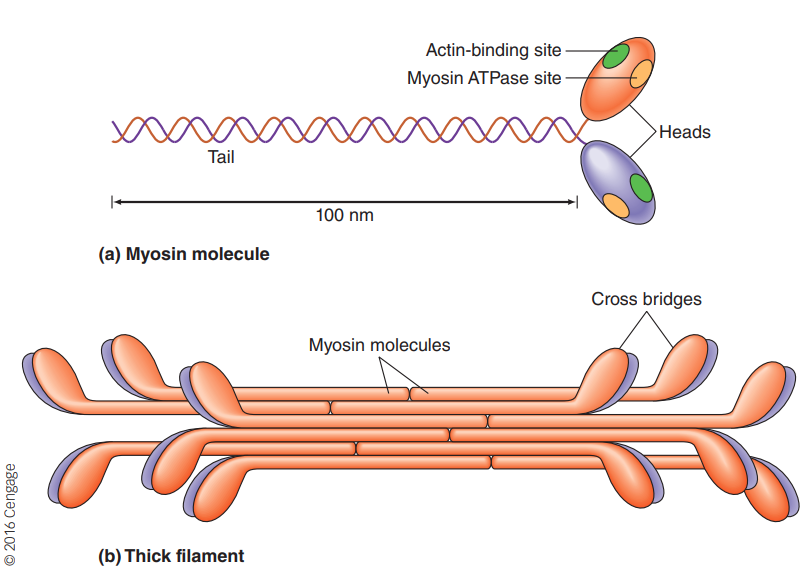 Actin-binding site
Myosin ATPase site
Heads
Tail
100 nm
(a) Myosin molecule
Cross bridges
Myosin molecules
(b) Thick filament
© 2016 Cengage